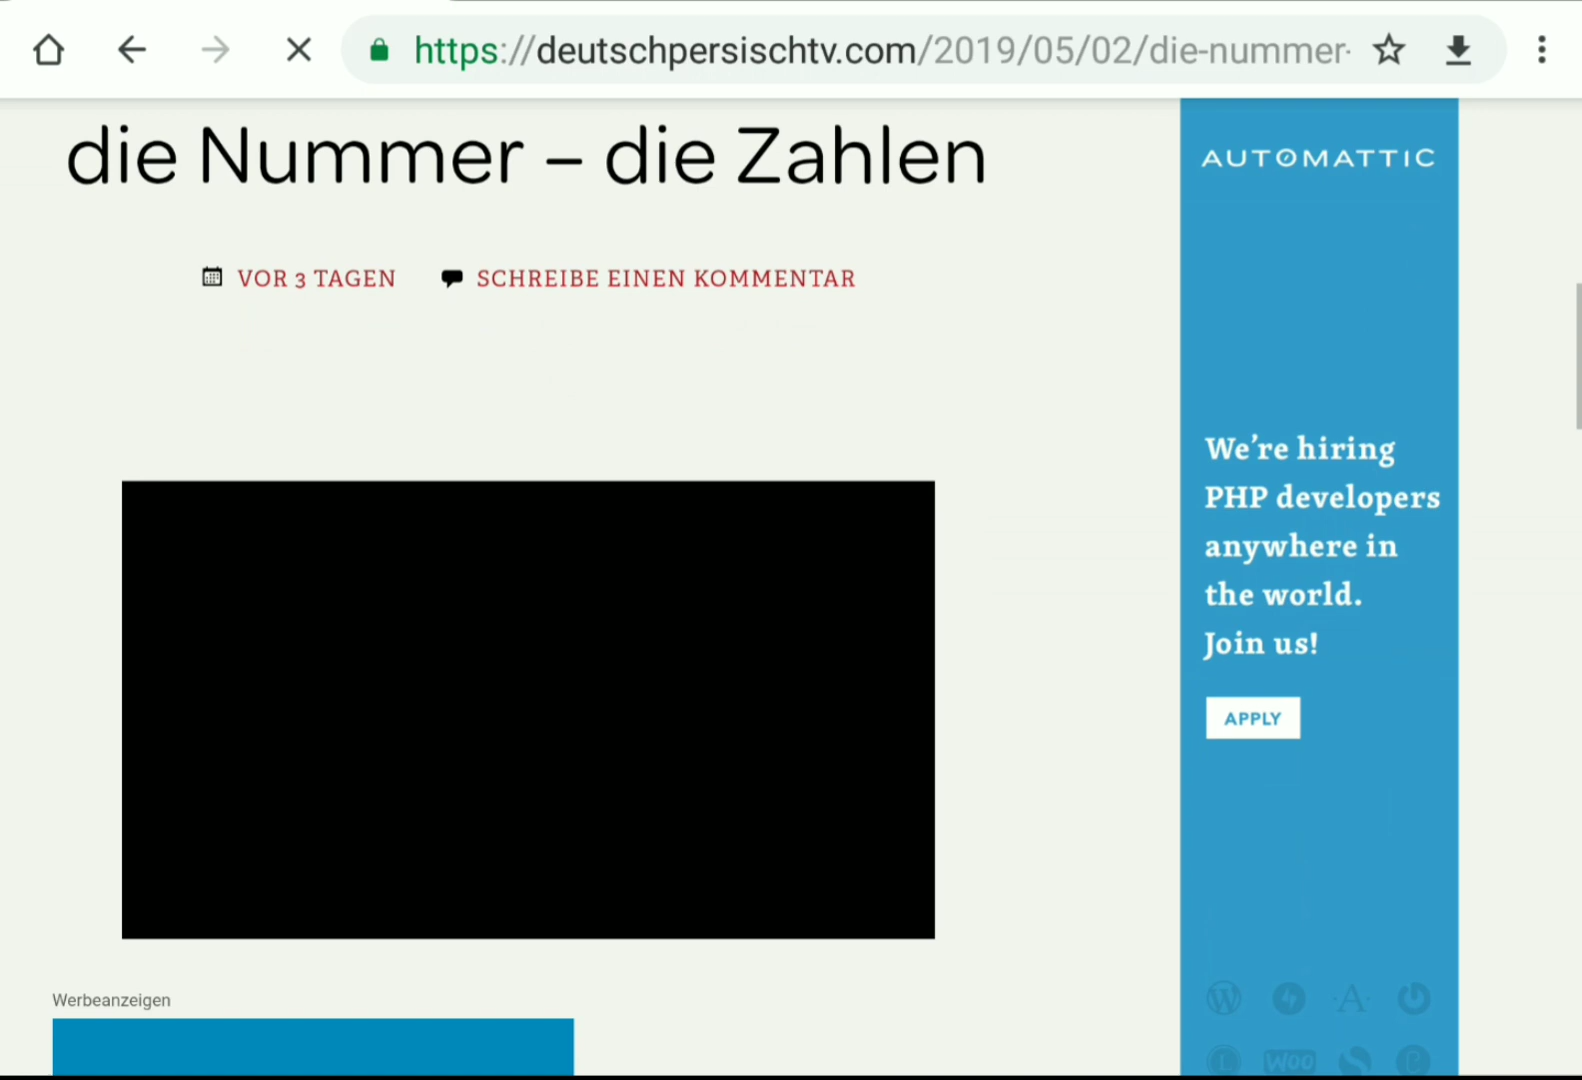 https://deutschpersischtv.com/2019/05/02/die-nummer-
die Nummer – die Zahlen
VOR 3 TAGEN SCHREIBE EINEN KOMMENTAR
AUTOMATTIC
We're hiring
PHP developers
anywhere in
the world.
Join us!
APPLY
Werbeanzeigen
W A
WOO